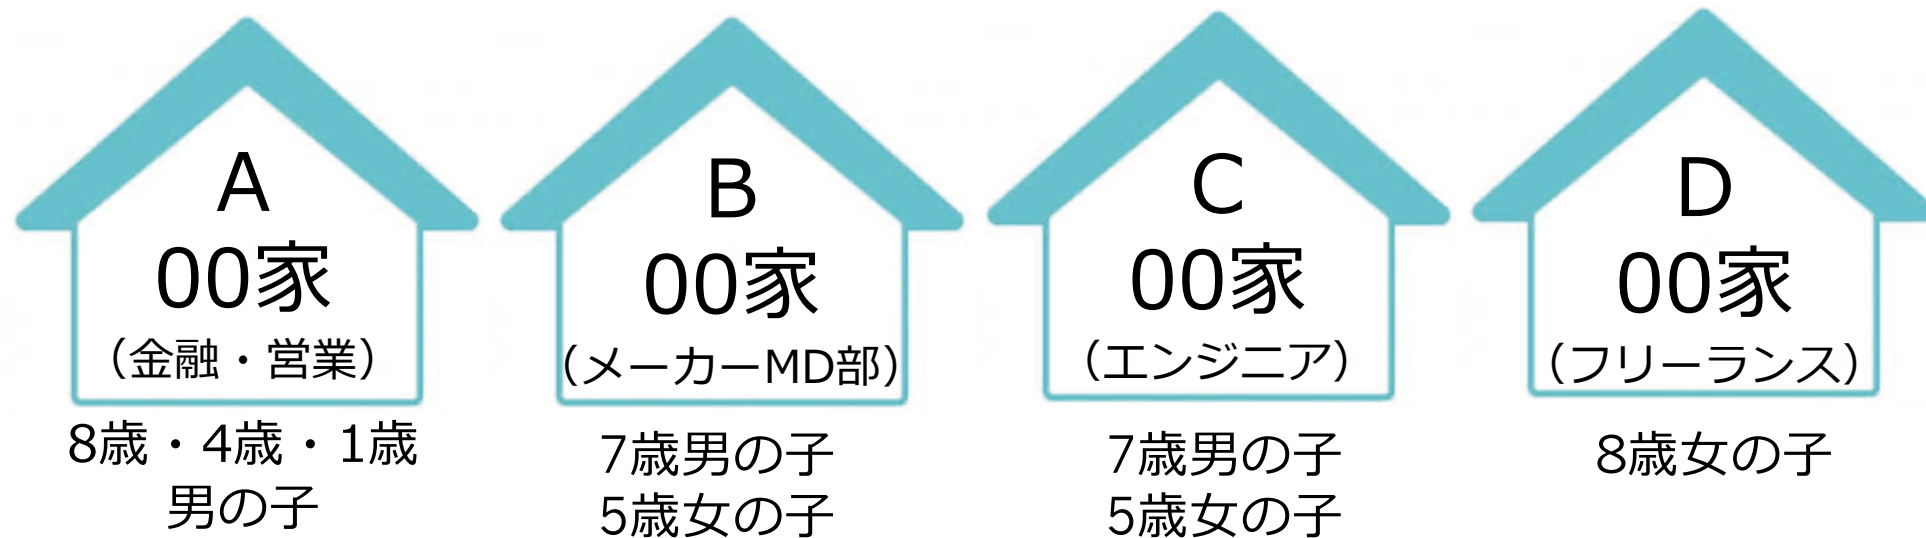 A
00家
（金融・営業）
8歳・4歳・1歳
男の子
B
00家
（メーカーMD部）
7歳男の子
5歳女の子
C
00家
（エンジニア）
7歳男の子
5歳女の子
D
00家
（フリーランス）
8歳女の子